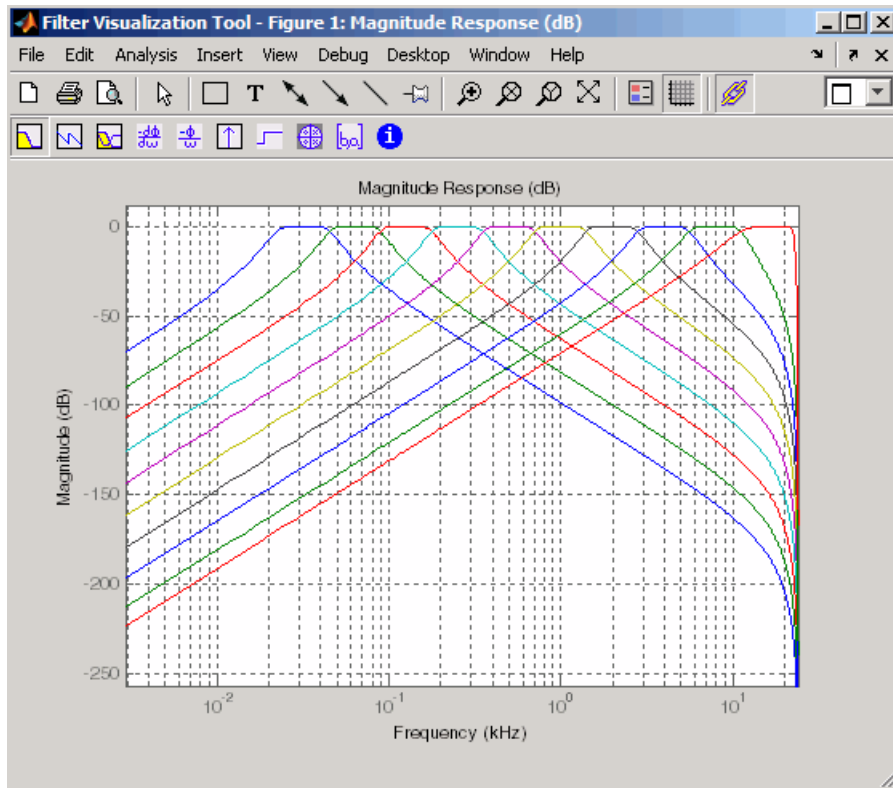 Filter Visualization Tool - Figure 1: Magnitude Response (dB)
File Edit Analysis Insert View Debug Desktop Window Help
T
[b,a] i
Magnitude Response (dB)
0
-50
-100
-150
-200
-250
Magnitude (dB)
10^-2 10^-1 10^0 10^1
Frequency (kHz)